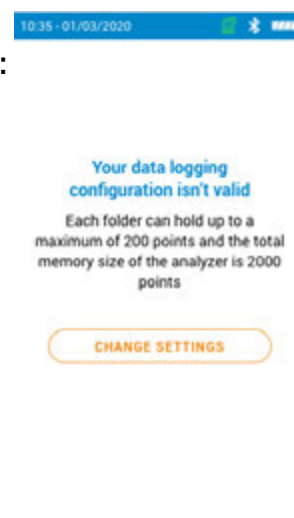 10:35 - 01/03/2020
:
Your data logging
configuration isn't valid
Each folder can hold up to a
maximum of 200 points and the total
memory size of the analyzer is 2000
points
CHANGE SETTINGS